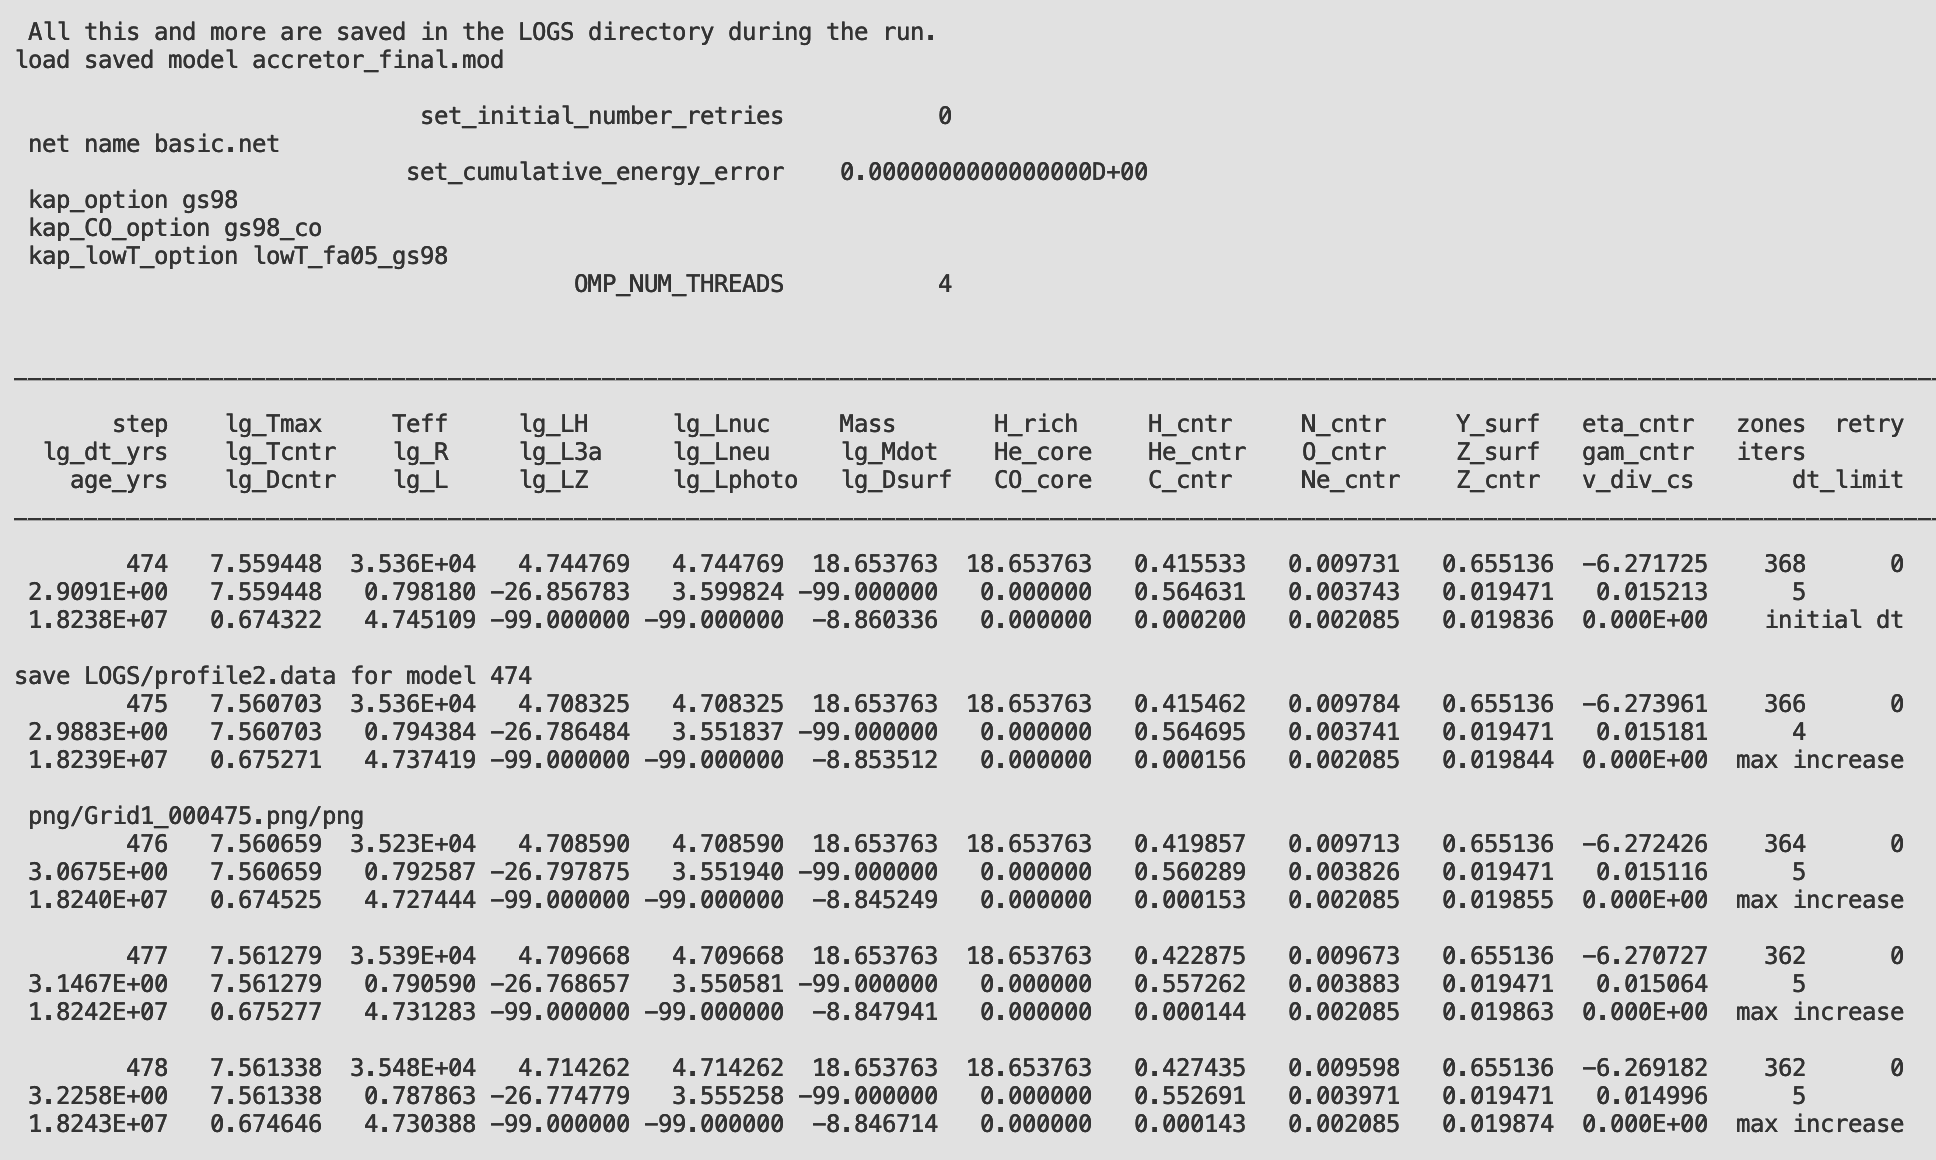 All this and more are saved in the LOGS directory during the run.
load saved model accretor_final.mod
set_initial_number_retries 0
net name basic.net
set_cumulative_energy_error 0.0000000000000000D+00
kap_option gs98
kap_CO_option gs98_co
kap_lowT_option lowT_fa05_gs98
OMP_NUM_THREADS 4
step lg_Tmax Teff lg_LH lg_Lnuc Mass H_rich H_cntr N_cntr Y_surf eta_cntr zones retry
lg_dt_yrs lg_Tcntr lg_R lg_L3a lg_Lneu lg_Mdot He_core He_cntr O_cntr Z_surf gam_cntr iters
age_yrs lg_Dcntr lg_L lg_LZ lg_Lphoto lg_Dsurf CO_core C_cntr Ne_cntr Z_cntr v_div_cs dt_limit
474 7.559448 3.536E+04 4.744769 4.744769 18.653763 18.653763 0.415533 0.009731 0.655136 -6.271725 368 0
2.9091E+00 7.559448 0.798180 -26.856783 3.599824 -99.000000 0.000000 0.564631 0.003743 0.019471 0.015213 5
1.8238E+07 0.674322 4.745109 -99.000000 -99.000000 -8.860336 0.000000 0.000200 0.002085 0.019836 0.000E+00 initial dt
save LOGS/profile2.data for model 474
475 7.560703 3.536E+04 4.708325 4.708325 18.653763 18.653763 0.415462 0.009784 0.655136 -6.273961 366 0
2.9883E+00 7.560703 0.794384 -26.786484 3.551837 -99.000000 0.000000 0.564695 0.003741 0.019471 0.015181 4
1.8239E+07 0.675271 4.737419 -99.000000 -99.000000 -8.853512 0.000000 0.000156 0.002085 0.019844 0.000E+00 max increase
png/Grid1_000475.png/png
476 7.560659 3.523E+04 4.708590 4.708590 18.653763 18.653763 0.419857 0.009713 0.655136 -6.272426 364 0
3.0675E+00 7.560659 0.792587 -26.797875 3.551940 -99.000000 0.000000 0.560289 0.003826 0.019471 0.015116 5
1.8240E+07 0.674525 4.727444 -99.000000 -99.000000 -8.845249 0.000000 0.000153 0.002085 0.019855 0.000E+00 max increase
477 7.561279 3.539E+04 4.709668 4.709668 18.653763 18.653763 0.422875 0.009673 0.655136 -6.270727 362 0
3.1467E+00 7.561279 0.790590 -26.768657 3.550581 -99.000000 0.000000 0.557262 0.003883 0.019471 0.015064 5
1.8242E+07 0.675277 4.731283 -99.000000 -99.000000 -8.847941 0.000000 0.000144 0.002085 0.019863 0.000E+00 max increase
478 7.561338 3.548E+04 4.714262 4.714262 18.653763 18.653763 0.427435 0.009598 0.655136 -6.269182 362 0
3.2258E+00 7.561338 0.787863 -26.774779 3.555258 -99.000000 0.000000 0.552691 0.003971 0.019471 0.014996 5
1.8243E+07 0.674646 4.730388 -99.000000 -99.000000 -8.846714 0.000000 0.000143 0.002085 0.019874 0.000E+00 max increase